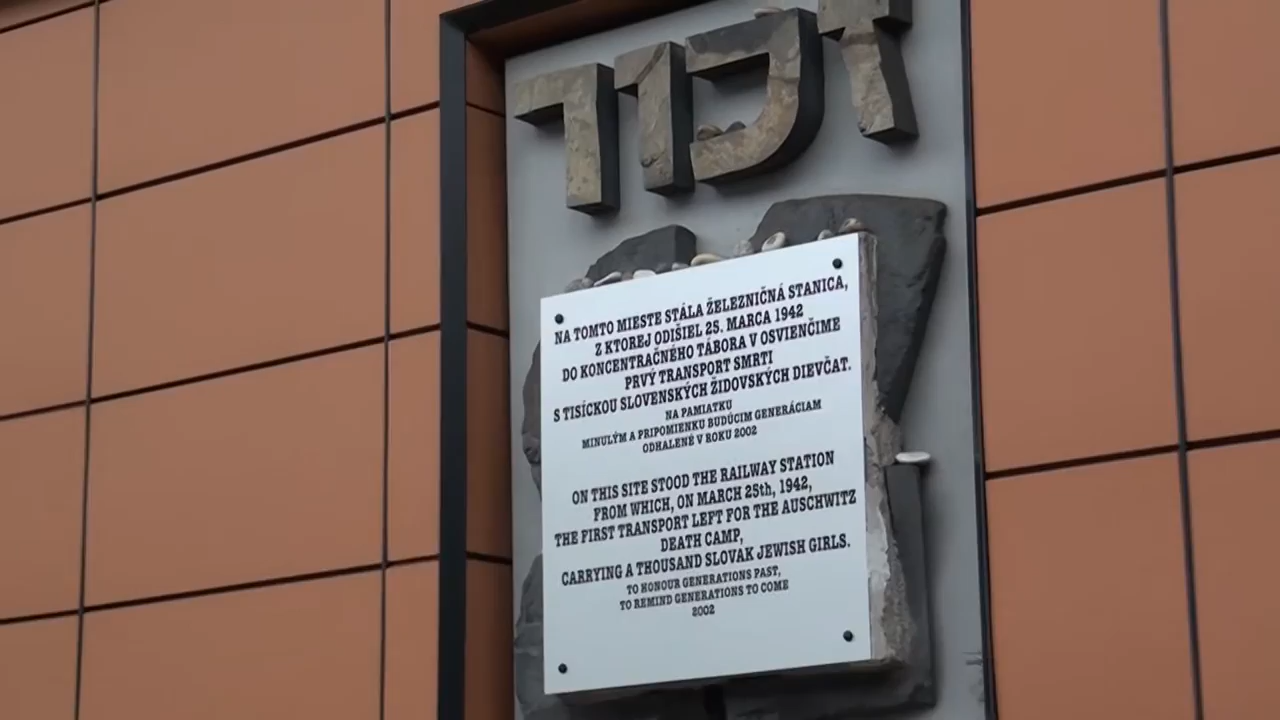 זכור
NA TOMTO MIESTE STÁLA ŽELEZNIČNÁ STANICA,
Z KTOREJ ODIŠIEL 25. MARCA 1942
DO KONCENTRAČNÉHO TÁBORA V OSVIENČIME
PRVÝ TRANSPORT SMRTI
S TISÍCKOU SLOVENSKÝCH ŽIDOVSKÝCH DIEVČAT.
NA PAMIATKU
MINULÝM A PRIPOMIENKU BUDÚCIM GENERÁCIAM
ODHALENÉ V ROKU 2002
ON THIS SITE STOOD THE RAILWAY STATION
FROM WHICH, ON MARCH 25th, 1942,
THE FIRST TRANSPORT LEFT FOR THE AUSCHWITZ
DEATH CAMP,
CARRYING A THOUSAND SLOVAK JEWISH GIRLS.
TO HONOUR GENERATIONS PAST,
TO REMIND GENERATIONS TO COME
2002